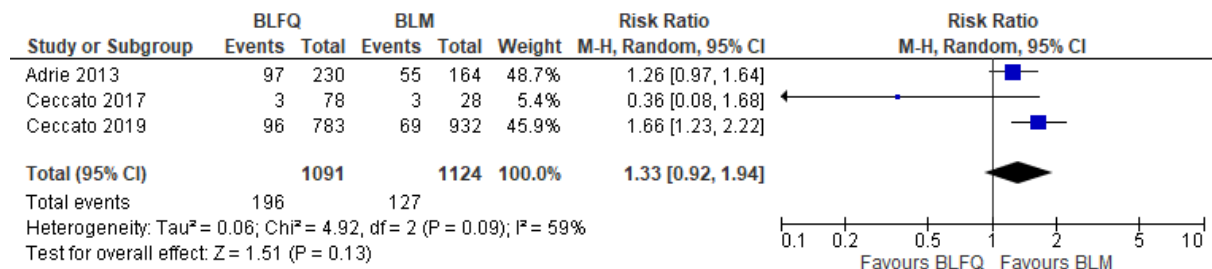 BLFQ BLM Risk Ratio Risk Ratio
Study or Subgroup Events Total Events Total Weight M-H, Random, 95% CI M-H, Random, 95% CI
Adrie 2013 97 230 55 164 48.7% 1.26 [0.97, 1.64]
Ceccato 2017 3 78 3 28 5.4% 0.36 [0.08, 1.68]
Ceccato 2019 96 783 69 932 45.9% 1.66 [1.23, 2.22]
Total (95% CI) 1091 1124 100.0% 1.33 [0.92, 1.94]
Total events 196 127
Heterogeneity: Tau² = 0.06; Chi² = 4.92, df = 2 (P = 0.09); I² = 59%
Test for overall effect: Z = 1.51 (P = 0.13)
0.1 0.2 0.5 1 2 5 10
Favours BLFQ Favours BLM